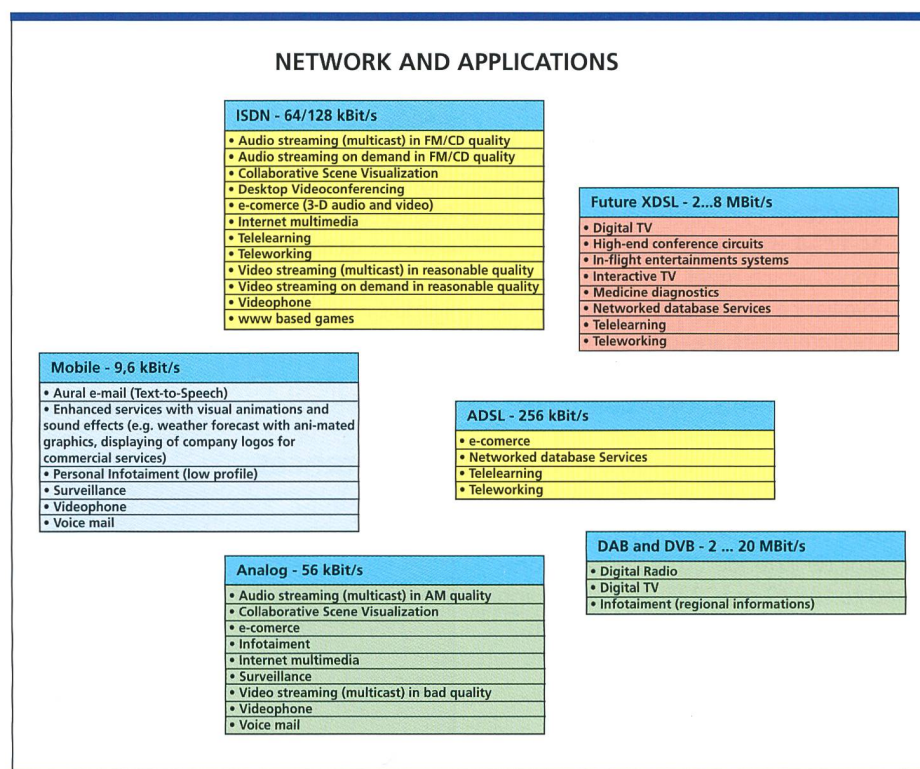 NETWORK AND APPLICATIONS
ISDN - 64/128 kBit/s
• Audio streaming (multicast) in FM/CD quality
• Audio streaming on demand in FM/CD quality
• Collaborative Scene Visualization
• Desktop Videoconferencing
• e-comerce (3-D audio and video)
• Internet multimedia
• Telelearning
• Teleworking
• Video streaming (multicast) in reasonable quality
• Video streaming on demand in reasonable quality
• Videophone
• www based games
Future XDSL - 2...8 MBit/s
• Digital TV
• High-end conference circuits
• In-flight entertainments systems
• Interactive TV
• Medicine diagnostics
• Networked database Services
• Telelearning
• Teleworking
Mobile - 9,6 kBit/s
• Aural e-mail (Text-to-Speech)
• Enhanced services with visual animations and
sound effects (e.g. weather forecast with ani-mated
graphics, displaying of company logos for
commercial services)
• Personal Infotaiment (low profile)
• Surveillance
• Videophone
• Voice mail
ADSL - 256 kBit/s
• e-comerce
• Networked database Services
• Telelearning
• Teleworking
DAB and DVB - 2 ... 20 MBit/s
• Digital Radio
• Digital TV
• Infotaiment (regional informations)
Analog - 56 kBit/s
• Audio streaming (multicast) in AM quality
• Collaborative Scene Visualization
• e-comerce
• Infotaiment
• Internet multimedia
• Surveillance
• Video streaming (multicast) in bad quality
• Videophone
• Voice mail